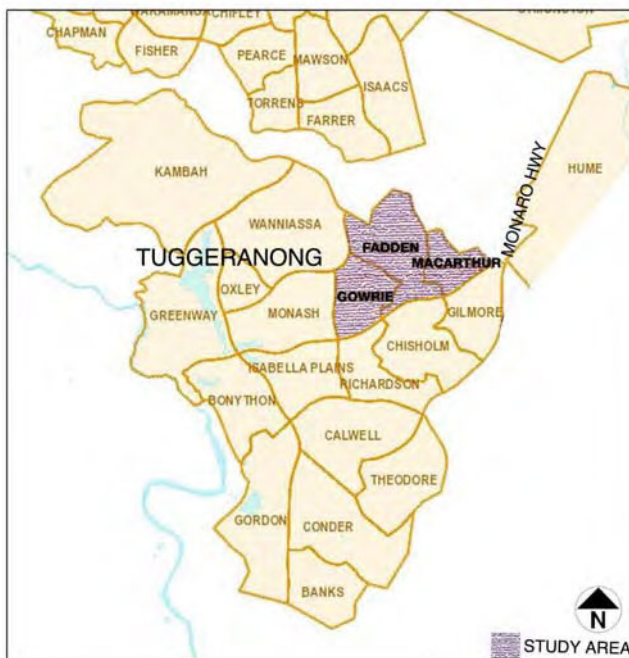 WARAMANGA
CHIFLEY
CHAPMAN
FISHER
PEARCE
MAWSON
ISAACS
TORRENS
FARRER
HUME
KAMBAH
MONARO HWY
WANNIASSA
FADDEN
TUGGERANONG
MACARTHUR
OXLEY
GOWRIE
GREENWAY
MONASH
GILMORE
CHISHOLM
ISABELLA PLAINS
RICHARDSON
BONYTHON
CALWELL
THEODORE
GORDON
CONDER
BANKS
N
STUDY AREA